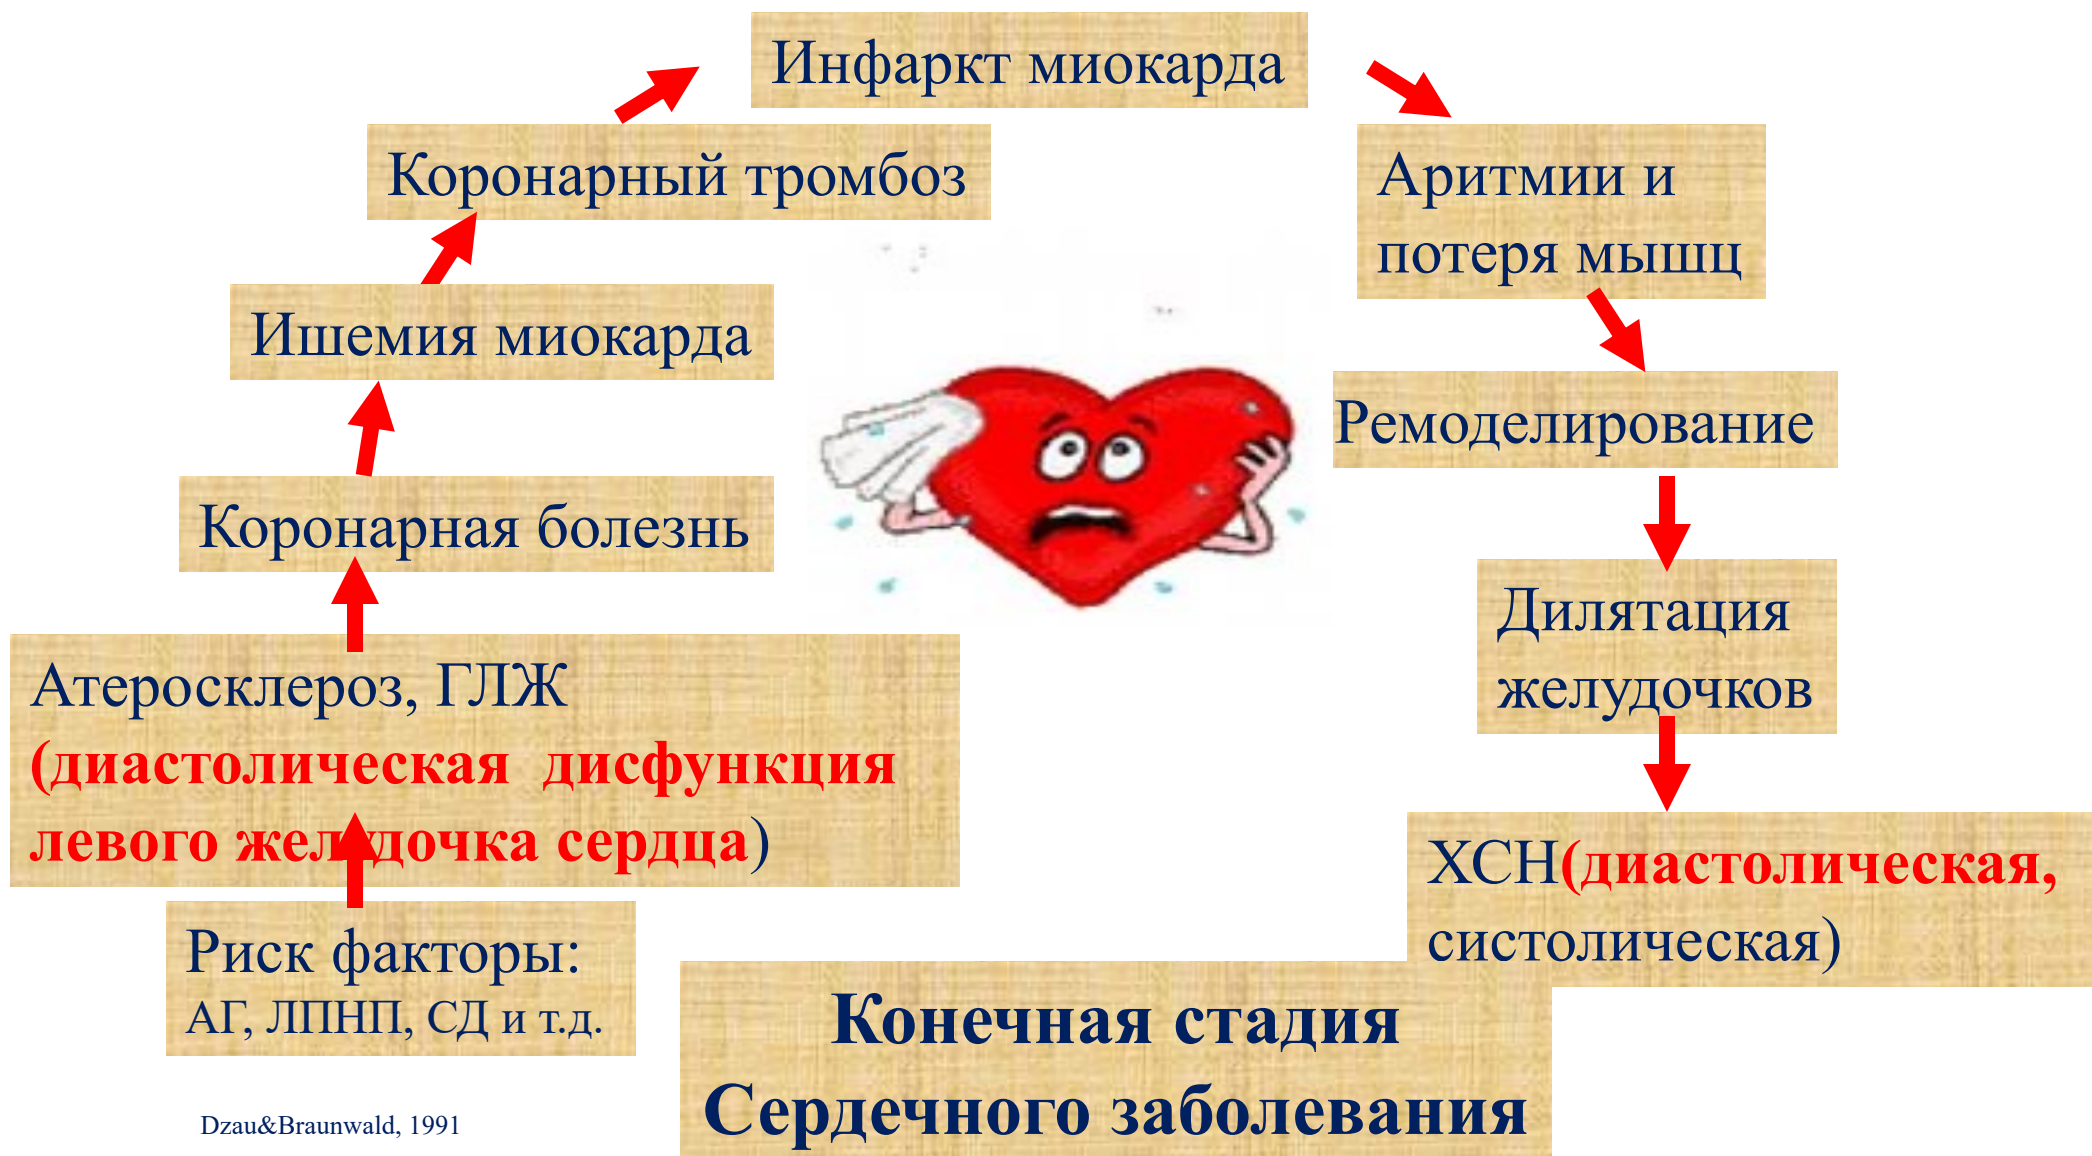 Инфаркт миокарда
Коронарный тромбоз
Аритмии и
потеря мышц
Ишемия миокарда
Ремоделирование
Коронарная болезнь
Дилятация
желудочков
Атеросклероз, ГЛЖ
(диастолическая дисфункция
левого желудочка сердца)
ХСН(диастолическая,
систолическая)
Риск факторы:
АГ, ЛПНП, СД и т.д.
Конечная стадия
Сердечного заболевания
Dzau&Braunwald, 1991